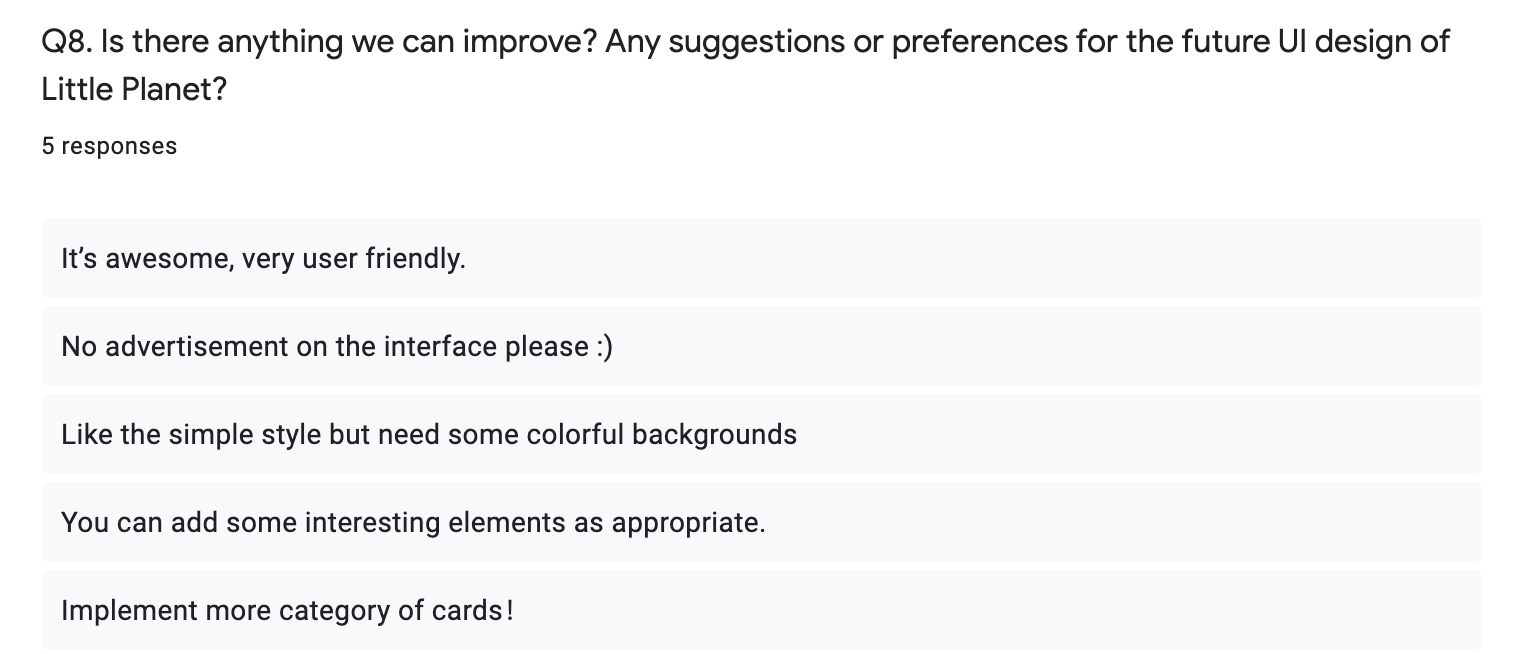 Q8. Is there anything we can improve? Any suggestions or preferences for the future UI design of
Little Planet?
5 responses
It’s awesome, very user friendly.
No advertisement on the interface please :)
Like the simple style but need some colorful backgrounds
You can add some interesting elements as appropriate.
Implement more category of cards!